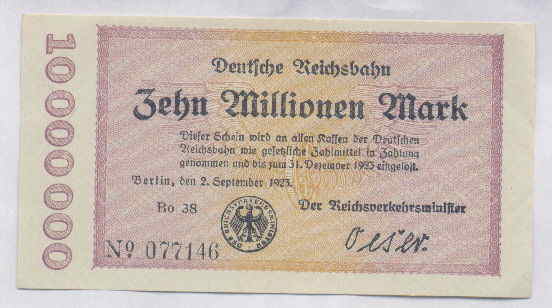 10000000
Deutsche Reichsbahn
Zehn Millionen Mark
Dieser Schein wird an allen Kassen der Deutschen
Reichsbahn wie gesetzliche Zahlmittel in Zahlung
genommen und bis zum 31. Dezember 1923 eingelöst.
Berlin, den 2. September 1923.
Bo 38
Der Reichsverkehrsminister
Nº 077146
Oeser.